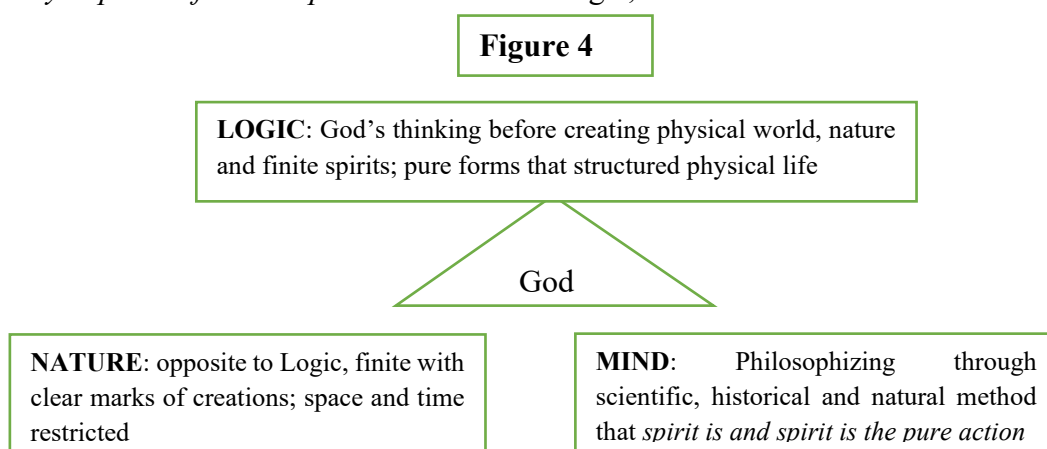 Figure 4
LOGIC: God’s thinking before creating physical world, nature
and finite spirits; pure forms that structured physical life
God
NATURE: opposite to Logic, finite with
clear marks of creations; space and time
restricted
MIND: Philosophizing through
scientific, historical and natural method
that spirit is and spirit is the pure action